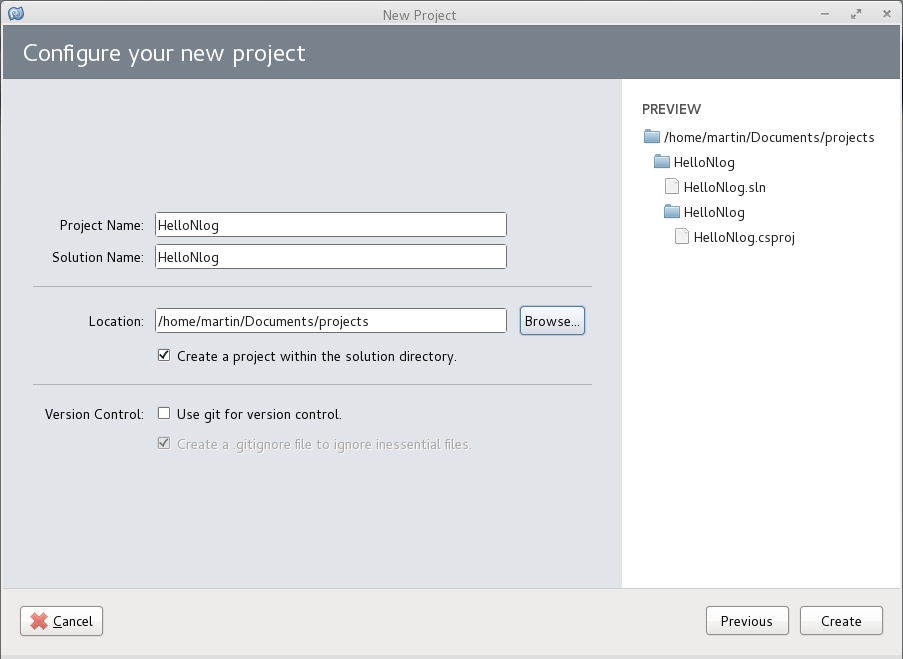 New Project
Configure your new project
Project Name: HelloNlog
Solution Name: HelloNlog
Location: /home/martin/Documents/projects Browse...
Create a project within the solution directory.
Version Control: Use git for version control.
Create a .gitignore file to ignore inessential files.
PREVIEW
/home/martin/Documents/projects
HelloNlog
HelloNlog.sln
HelloNlog
HelloNlog.csproj
Cancel Previous Create